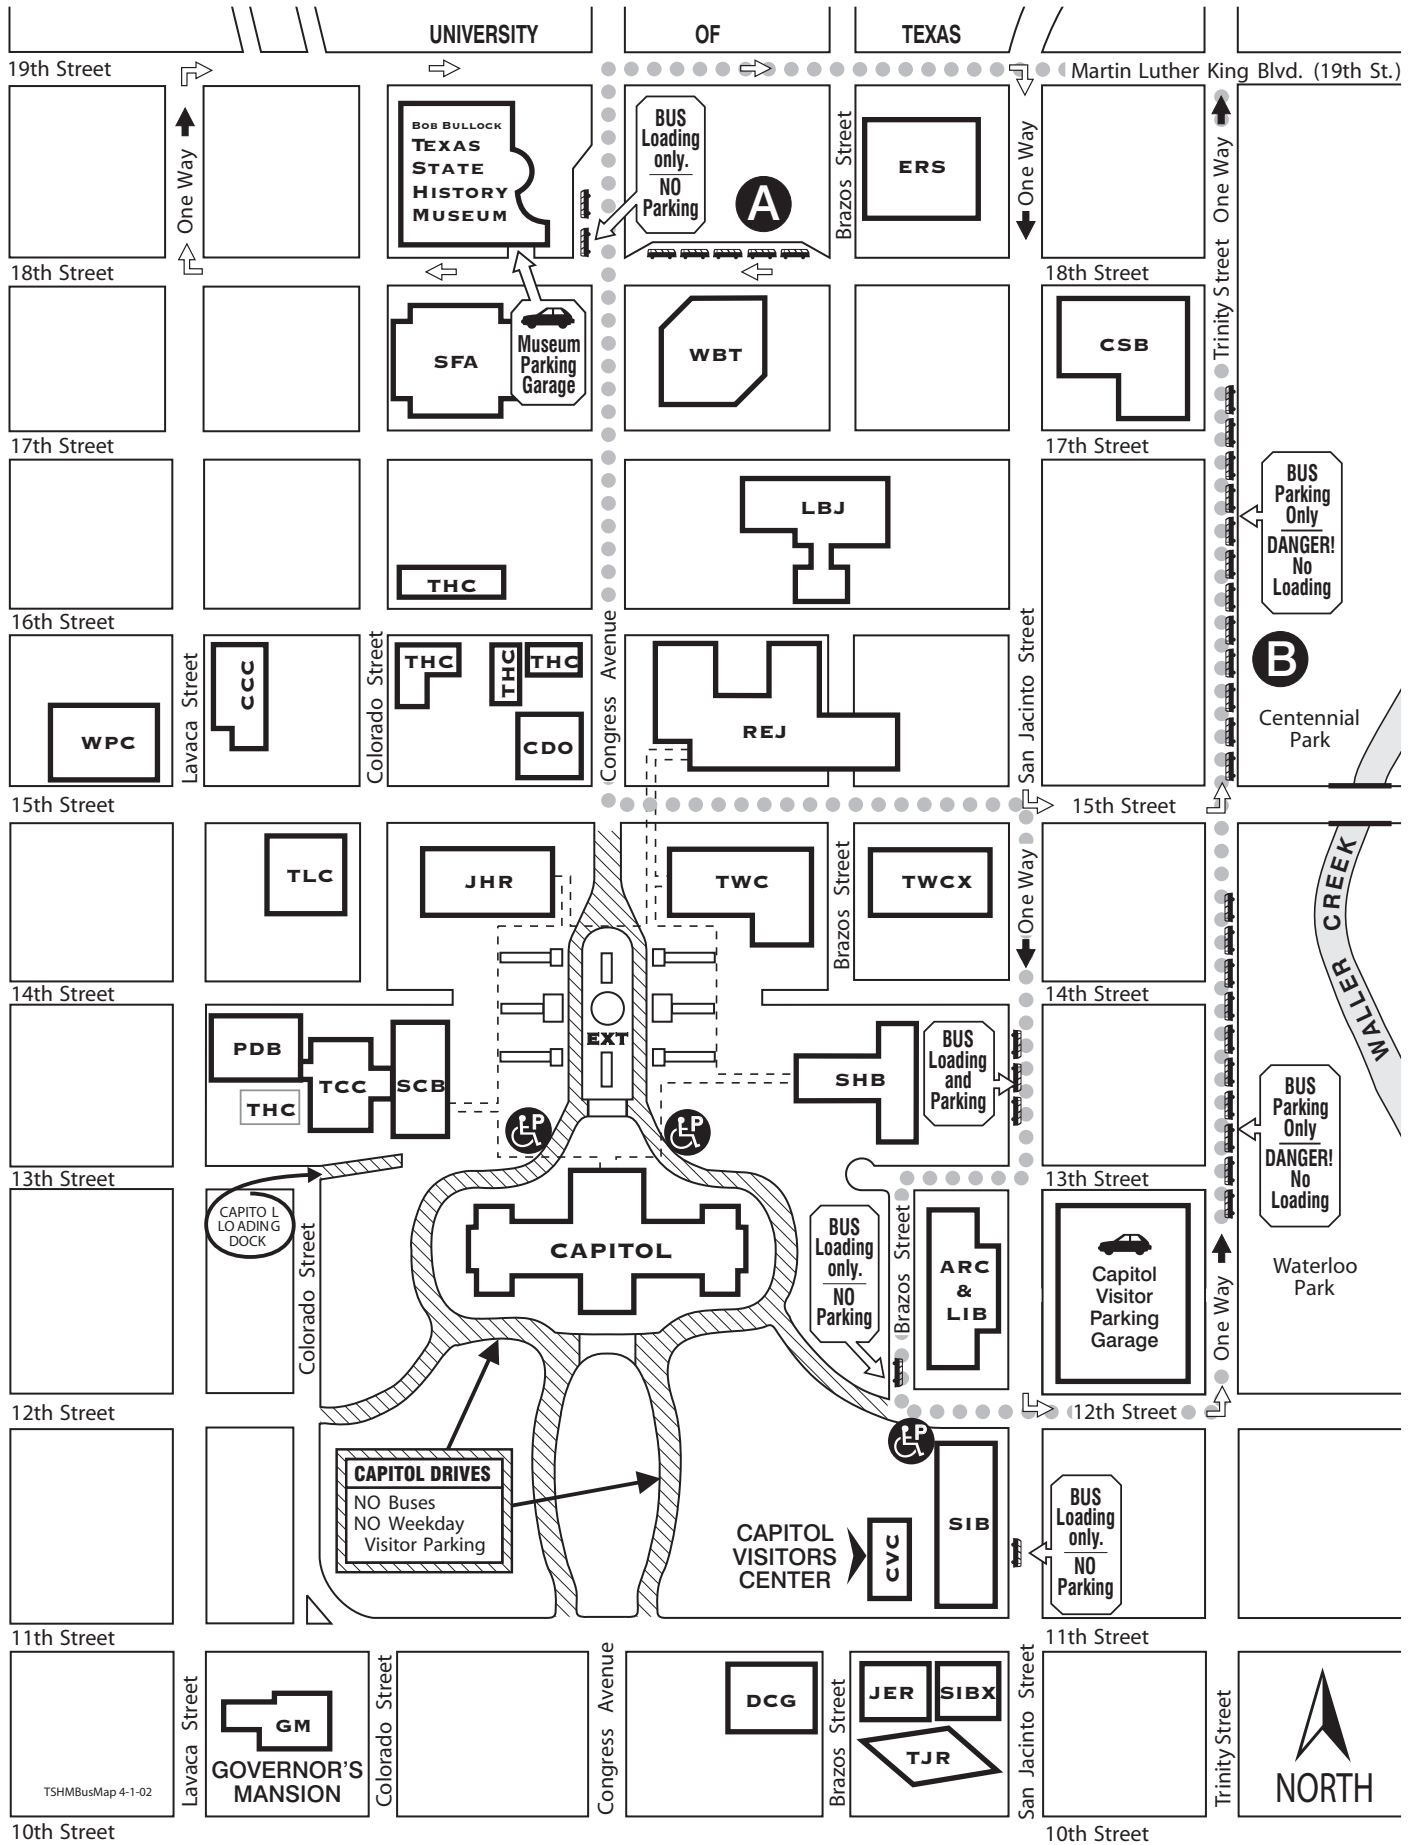 UNIVERSITY OF TEXAS
19th Street
Martin Luther King Blvd. (19th St.)
One Way
BOB BULLOCK
TEXAS
STATE
HISTORY
MUSEUM
BUS
Loading
only.
NO
Parking
A
Brazos Street
ERS
One Way
Trinity Street One Way
18th Street
18th Street
SFA
Museum
Parking
Garage
WBT
CSB
17th Street
17th Street
LBJ
BUS
Parking
Only
DANGER!
No
Loading
THC
16th Street
Lavaca Street
CCC
Colorado Street
THC
THC
THC
Congress Avenue
San Jacinto Street
B
WPC
CDO
REJ
Centennial
Park
15th Street
15th Street
TLC
JHR
TWC
Brazos Street
TWCX
One Way
WALLER CREEK
14th Street
14th Street
EXT
PDB
TCC
SCB
THC
SHB
BUS
Loading
and
Parking
BUS
Parking
Only
DANGER!
No
Loading
EP
EP
13th Street
13th Street
CAPITO L
LO ADING
DOCK
Colorado Street
CAPITOL
BUS
Loading
only.
NO
Parking
Brazos Street
ARC
&
LIB
Capitol
Visitor
Parking
Garage
One Way
Waterloo
Park
12th Street
12th Street
EP
CAPITOL DRIVES
NO Buses
NO Weekday
Visitor Parking
CAPITOL
VISITORS
CENTER
CVC
SIB
BUS
Loading
only.
NO
Parking
11th Street
11th Street
Lavaca Street
GM
GOVERNOR'S
MANSION
Colorado Street
Congress Avenue
DCG
Brazos Street
JER
SIBX
TJR
San Jacinto Street
Trinity Street
NORTH
TSHMBusMap 4-1-02
10th Street
10th Street